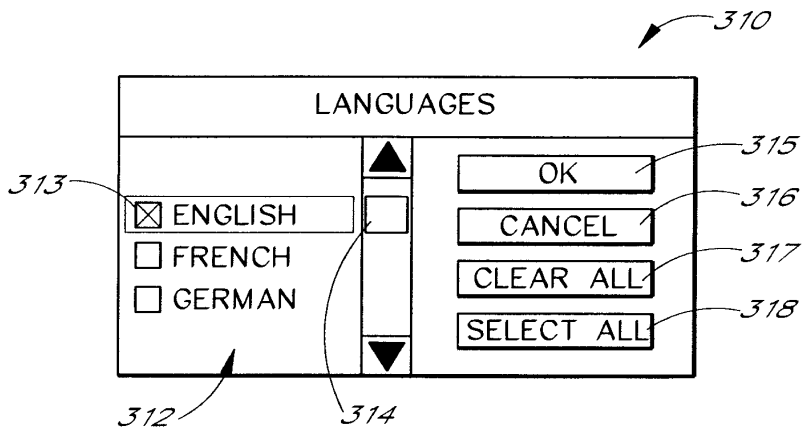 310
LANGUAGES
315
OK
313
316
ENGLISH
CANCEL
FRENCH
317
CLEAR ALL
GERMAN
318
SELECT ALL
312
314